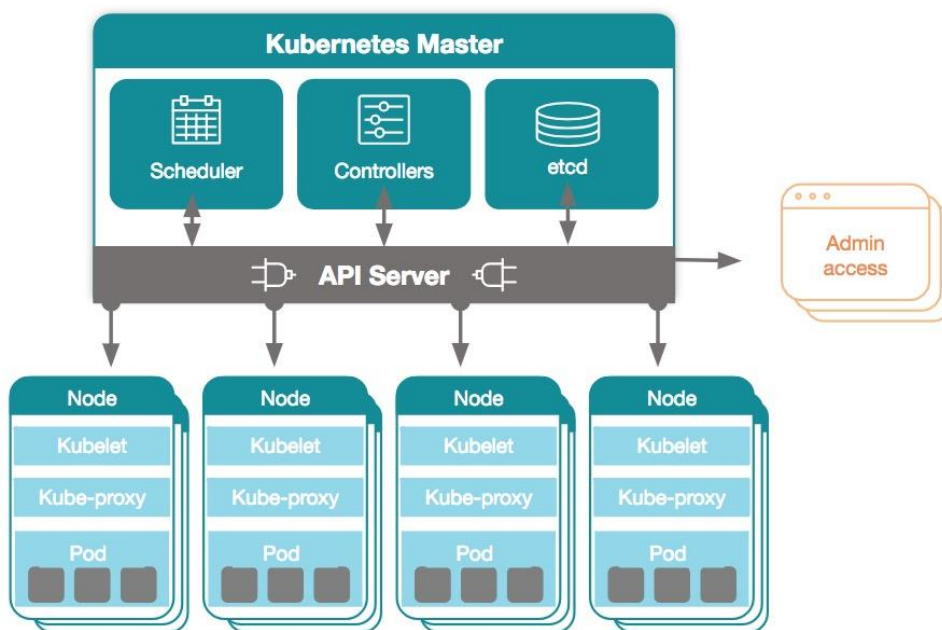 Kubernetes Master
Scheduler
Controllers
etcd
API Server
Admin
access
Node
Kubelet
Kube-proxy
Pod
Node
Kubelet
Kube-proxy
Pod
Node
Kubelet
Kube-proxy
Pod
Node
Kubelet
Kube-proxy
Pod